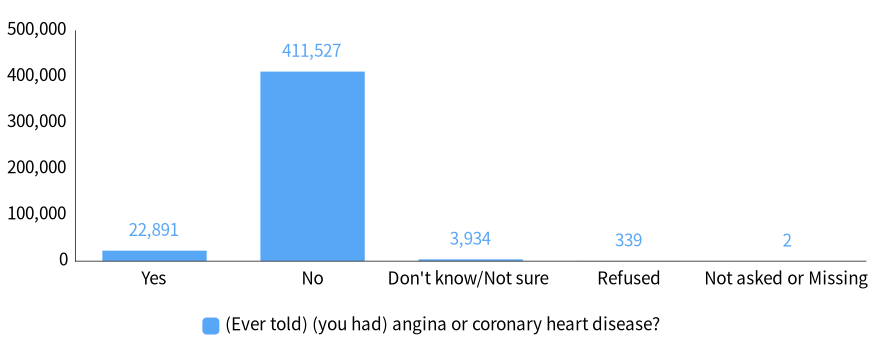 500,000
400,000
300,000
200,000
100,000
0
411,527
22,891
3,934
339
2
Yes
No
Don't know/Not sure
Refused
Not asked or Missing
(Ever told) (you had) angina or coronary heart disease?